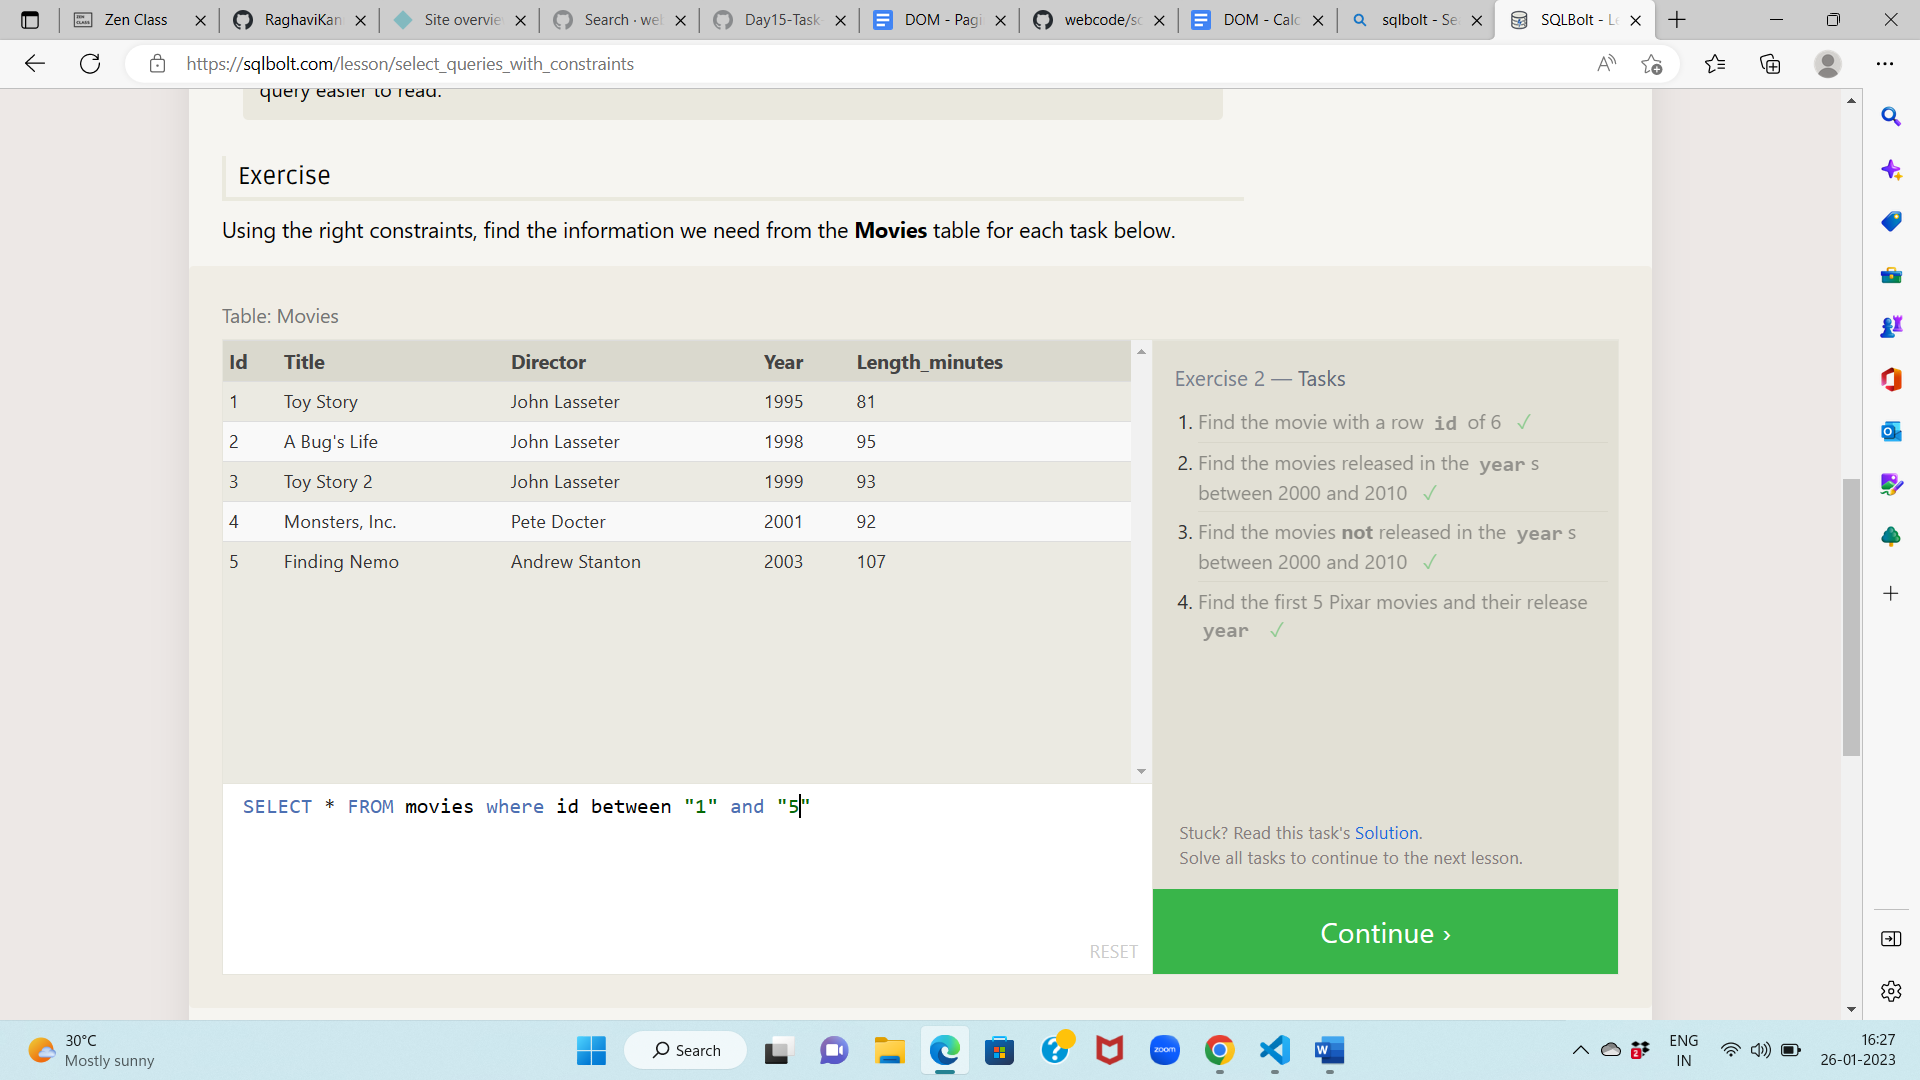 Zen Class
RaghaviKan
Site overvie
Search · we
Day15-Task
DOM - Pagi
webcode/sc
DOM - Calc
sqlbolt - Se
SQLBolt - Le
https://sqlbolt.com/lesson/select_queries_with_constraints
query easier to read.
Exercise
Using the right constraints, find the information we need from the Movies table for each task below.
Table: Movies
Id Title Director Year Length_minutes
1 Toy Story John Lasseter 1995 81
2 A Bug's Life John Lasseter 1998 95
3 Toy Story 2 John Lasseter 1999 93
4 Monsters, Inc. Pete Docter 2001 92
5 Finding Nemo Andrew Stanton 2003 107
SELECT * FROM movies where id between "1" and "5"
RESET
Exercise 2 — Tasks
1. Find the movie with a row id of 6 ✓
2. Find the movies released in the year s
between 2000 and 2010 ✓
3. Find the movies not released in the year s
between 2000 and 2010 ✓
4. Find the first 5 Pixar movies and their release
year ✓
Stuck? Read this task's Solution.
Solve all tasks to continue to the next lesson.
Continue ›
30°C
Mostly sunny
Search
zoom
2
ENG
IN
16:27
26-01-2023